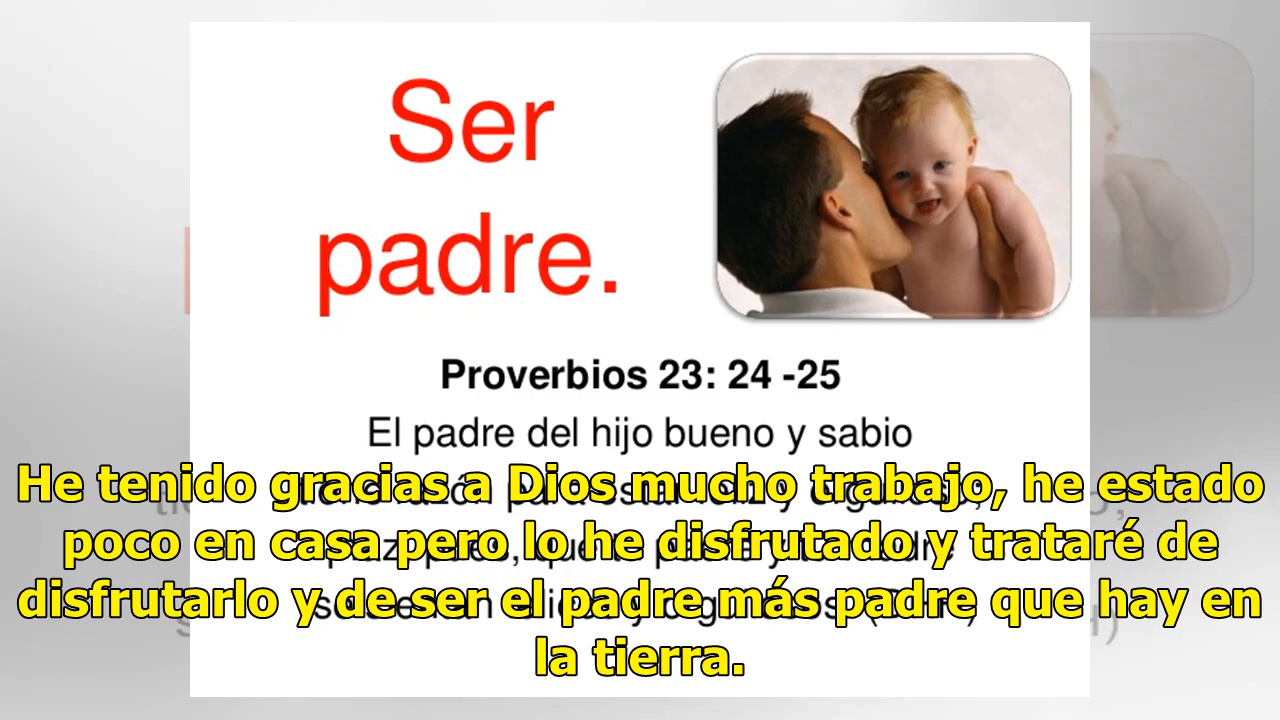 Ser
padre.
Proverbios 23: 24 -25
El padre del hijo bueno y sabio
He tenido gracias a Dios mucho trabajo, he estado
poco en casa pero lo he disfrutado y trataré de
disfrutarlo y de ser el padre más padre que hay en
la tierra.